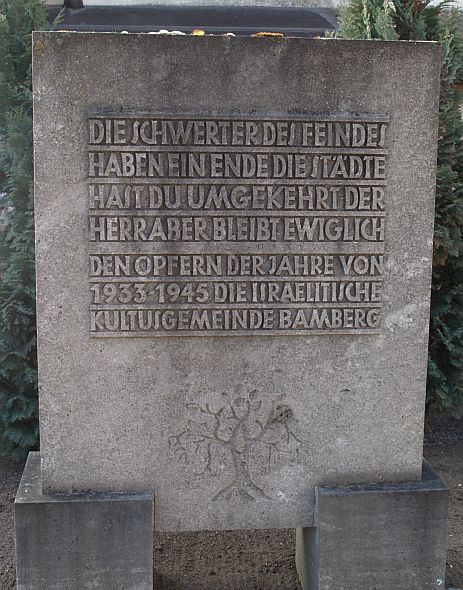 DIE SCHWERTER DES FEINDES
HABEN EIN ENDE DIE STÄDTE
HAST DU UMGEKEHRT DER
HERR ABER BLEIBT EWIGLICH
DEN OPFERN DER JAHRE VON
1933-1945 DIE ISRAELITISCHE
KULTUSGEMEINDE BAMBERG